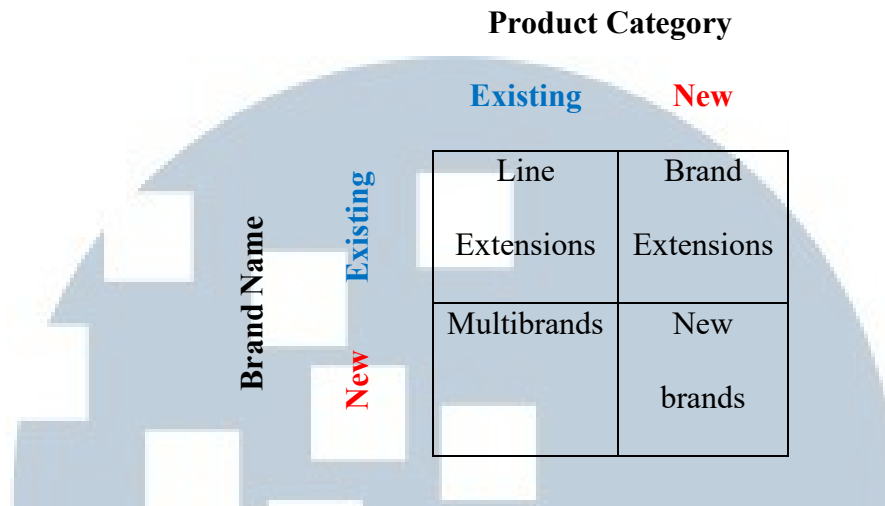 Product Category
Existing New
Brand Name
Existing
New
Line
Extensions
Brand
Extensions
Multibrands
New
brands